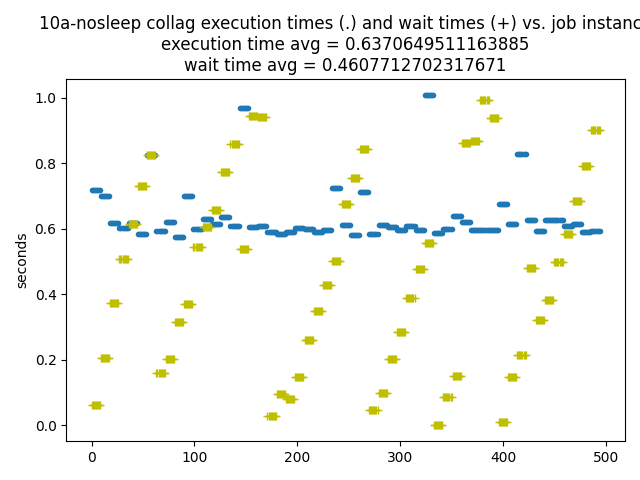 10a-nosleep collag execution times (.) and wait times (+) vs. job instanc
execution time avg = 0.6370649511163885
wait time avg = 0.4607712702317671
seconds
1.0
0.8
0.6
0.4
0.2
0.0
0 100 200 300 400 500